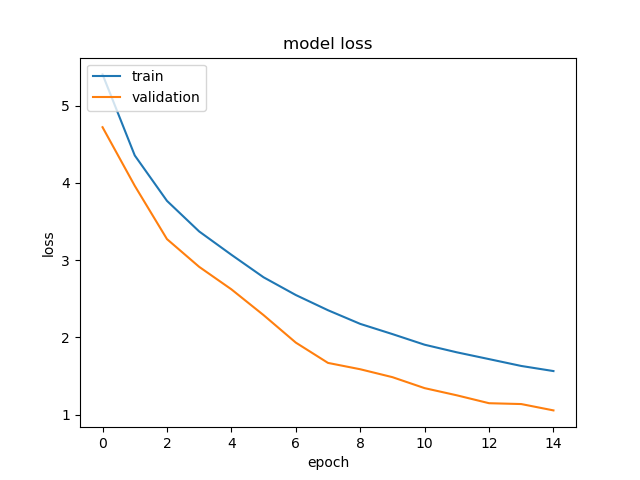 model loss
train
validation
5
4
3
2
1
loss
0 2 4 6 8 10 12 14
epoch